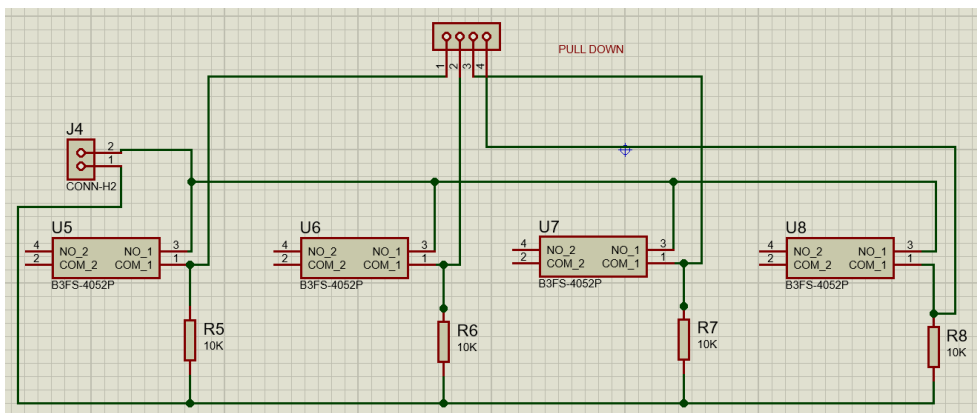 PULL DOWN
1 2 3 4
J4
2
1
CONN-H2
U5
4 NO_2 NO_1 3
2 COM_2 COM_1 1
B3FS-4052P
U6
4 NO_2 NO_1 3
2 COM_2 COM_1 1
B3FS-4052P
U7
4 NO_2 NO_1 3
2 COM_2 COM_1 1
B3FS-4052P
U8
4 NO_2 NO_1 3
2 COM_2 COM_1 1
B3FS-4052P
R5
10K
R6
10K
R7
10K
R8
10K